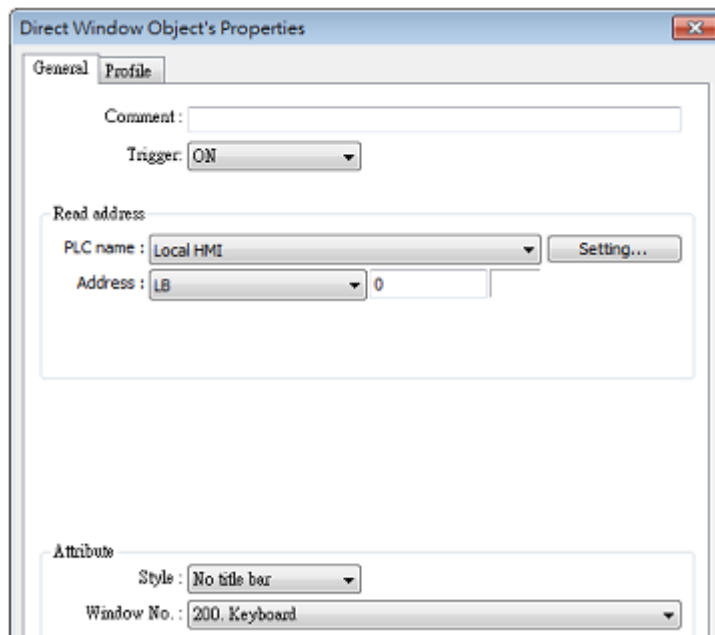 Direct Window Object's Properties
General Profile
Comment :
Trigger: ON
Read address
PLC name : Local HMI Setting...
Address : LB 0
Attribute
Style : No title bar
Window No. : 200. Keyboard